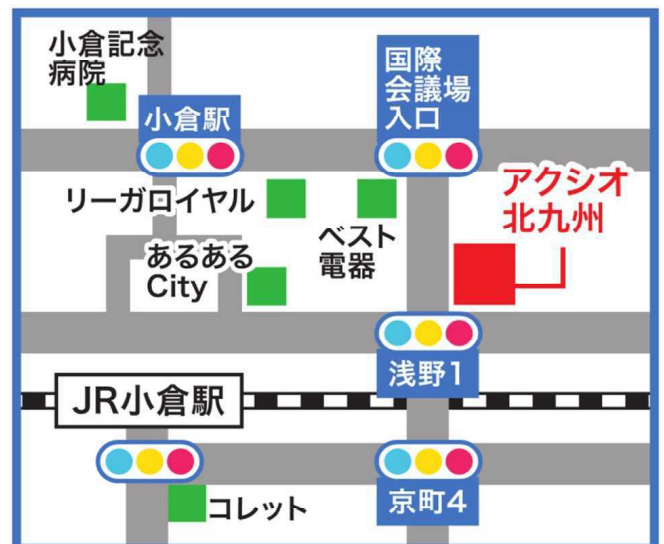 小倉記念
病院
小倉駅
国際
会議場
入口
リーガロイヤル
ベスト
電器
アクシオ
北九州
あるある
City
浅野1
JR小倉駅
京町4
コレット